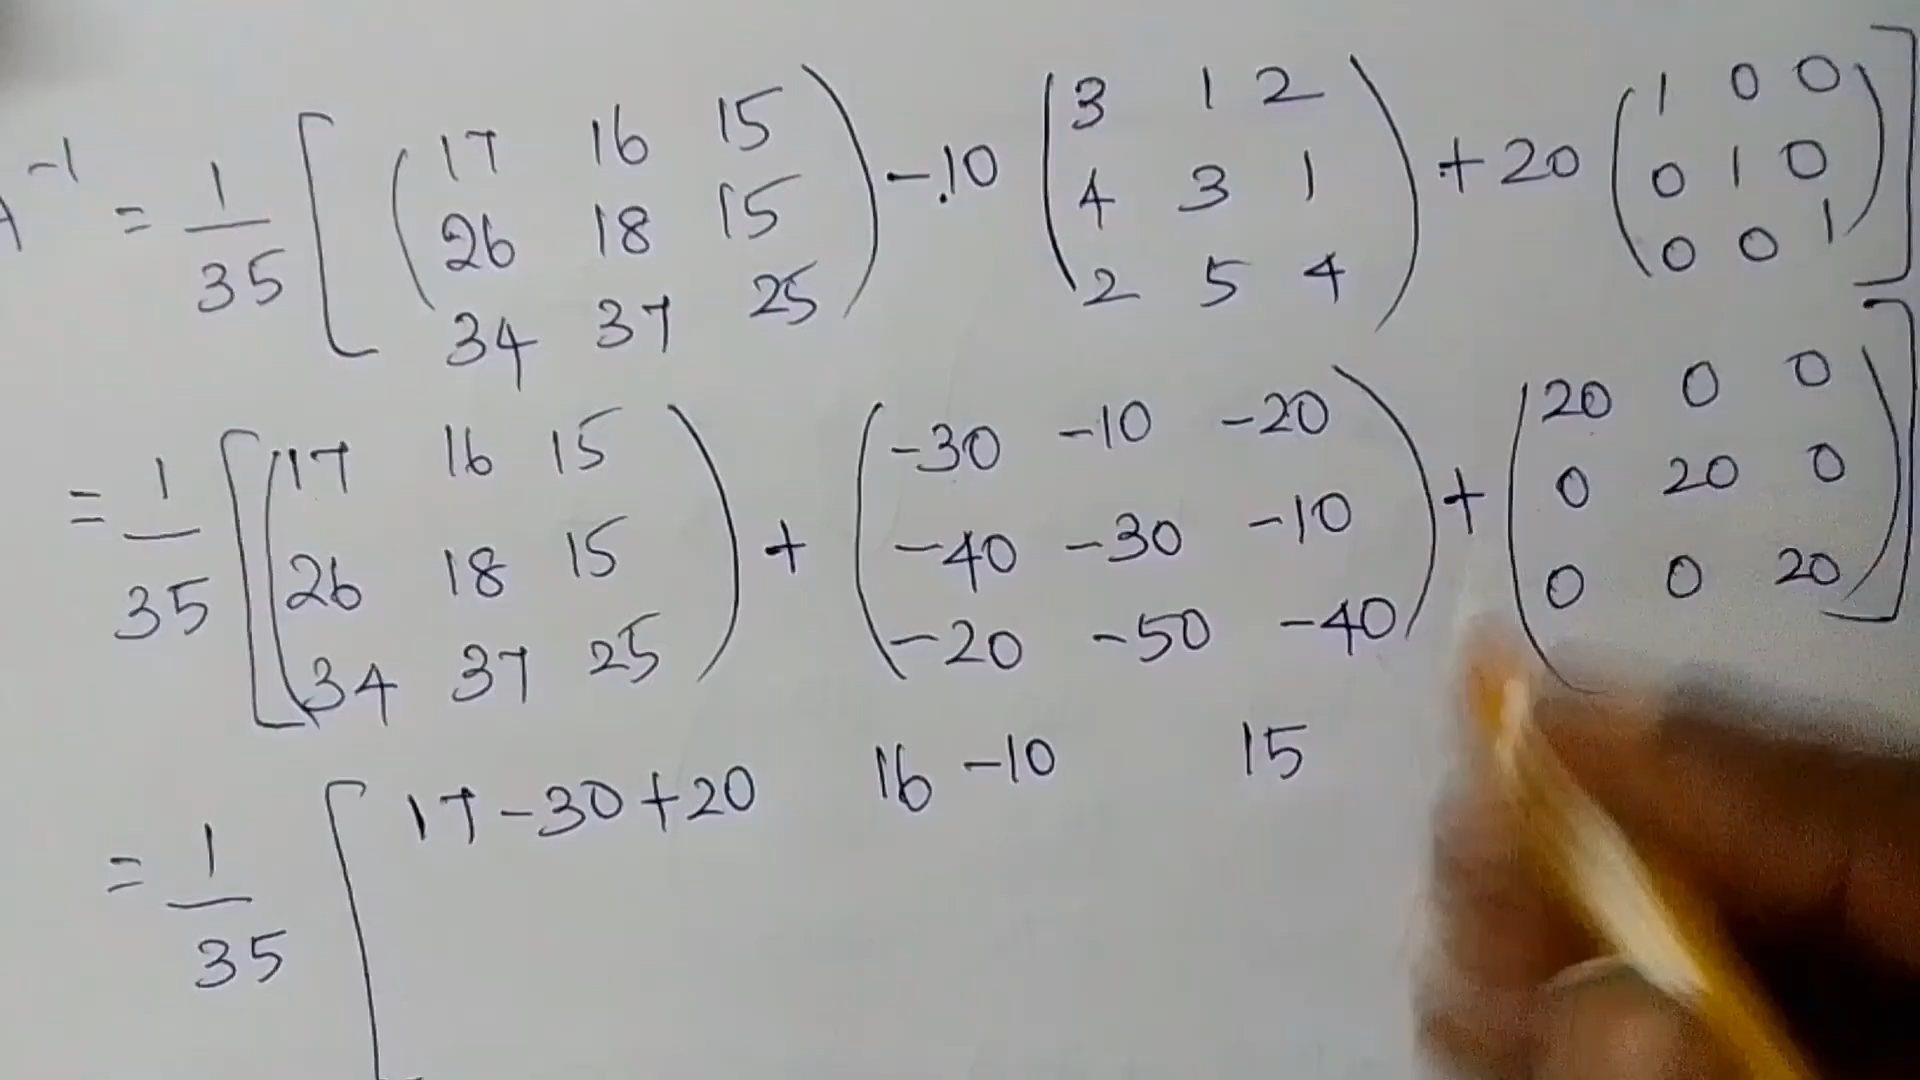 A⁻¹ = 1/35 [ ( 17 16 15
26 18 15
34 37 25 ) -10 ( 3 1 2
4 3 1
2 5 4 ) +20 ( 1 0 0
0 1 0
0 0 1 ) ]
= 1/35 [ ( 17 16 15
26 18 15
34 37 25 ) + ( -30 -10 -20
-40 -30 -10
-20 -50 -40 ) + ( 20 0 0
0 20 0
0 0 20 ) ]
= 1/35 [ 17-30+20 16-10 15